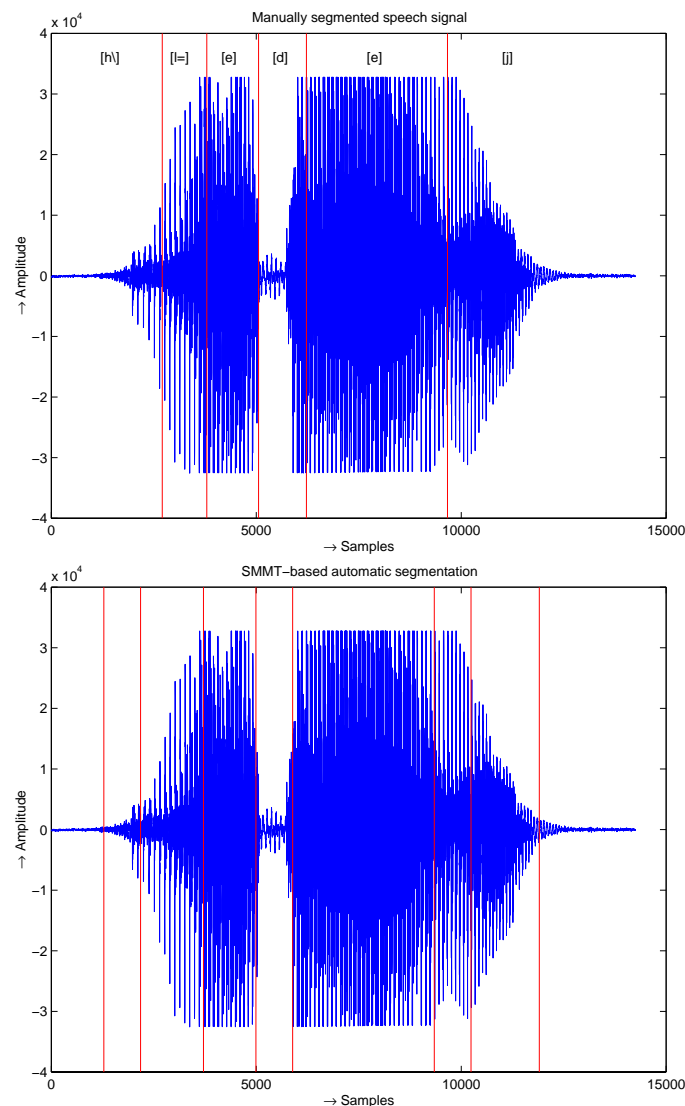 Manually segmented speech signal
x 10^4
[h\] [l=] [e] [d] [e] [j]
4
3
2
1
0
−1
−2
−3
−4
→ Amplitude
0 5000 10000 15000
→ Samples
SMMT−based automatic segmentation
x 10^4
4
3
2
1
0
−1
−2
−3
−4
→ Amplitude
0 5000 10000 15000
→ Samples